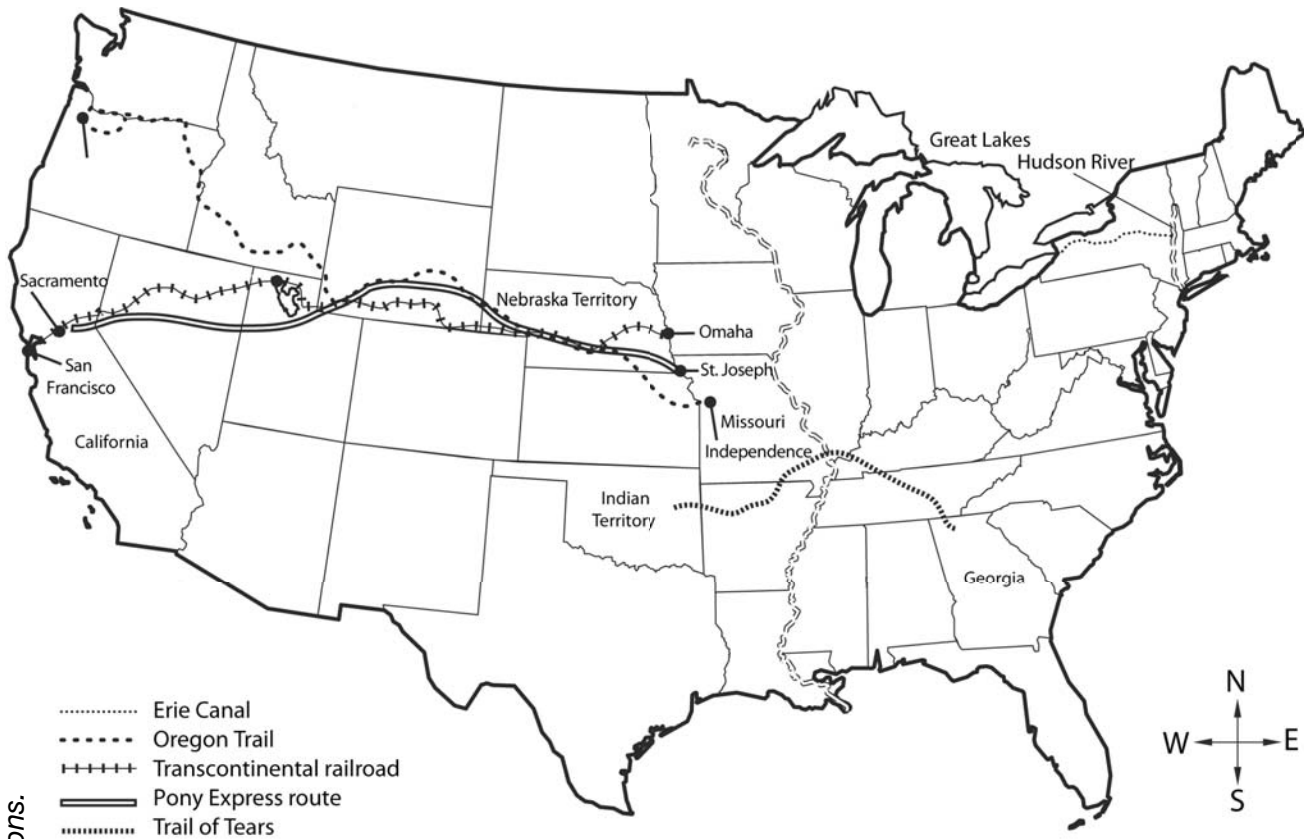 Great Lakes
Hudson River
Sacramento
Nebraska Territory
Omaha
San
Francisco
St. Joseph
Missouri
California
Independence
Indian
Territory
Georgia
Erie Canal
Oregon Trail
Transcontinental railroad
Pony Express route
Trail of Tears
N
W
E
S
ons.